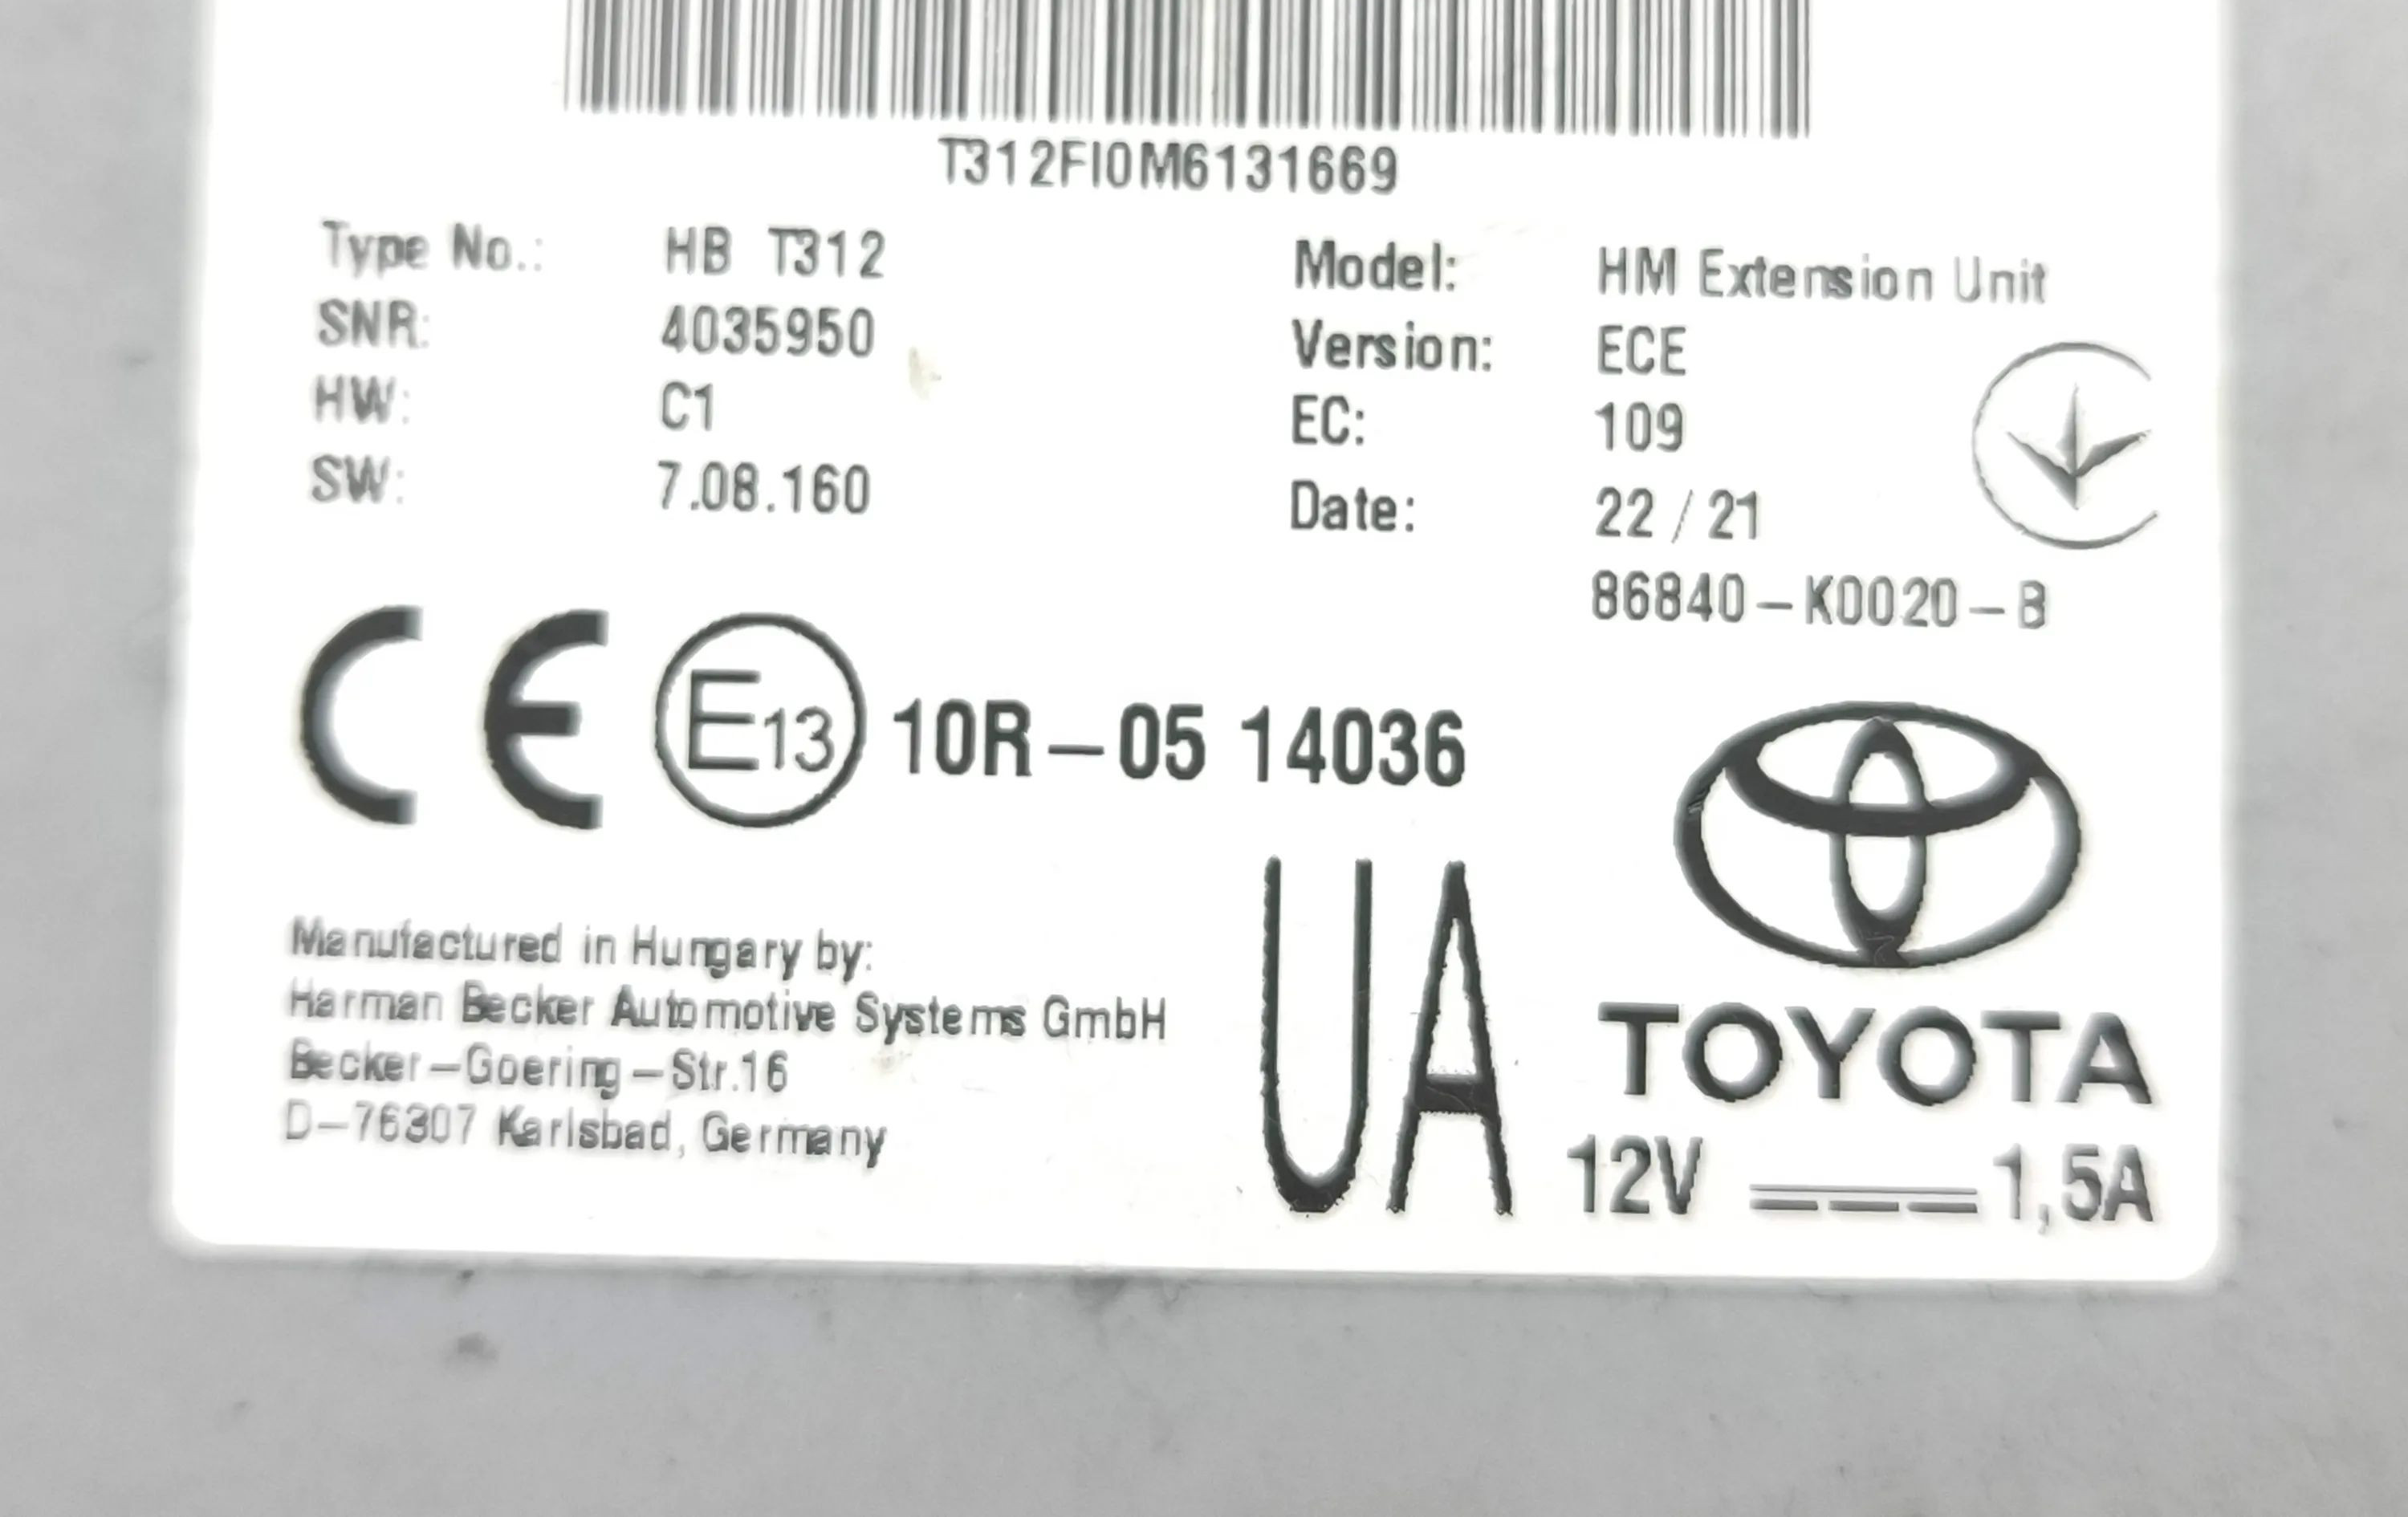 T312FI0M6131669
Type No.: HB T312
SNR: 4035950
HW: C1
SW: 7.08.160
Model: HM Extension Unit
Version: ECE
EC: 109
Date: 22 / 21
86840-K0020-B
CE E13 10R-05 14036
Manufactured in Hungary by:
Harman Becker Automotive Systems GmbH
Becker-Goering-Str.16
D-76307 Karlsbad, Germany
UA
TOYOTA
12V 1,5A